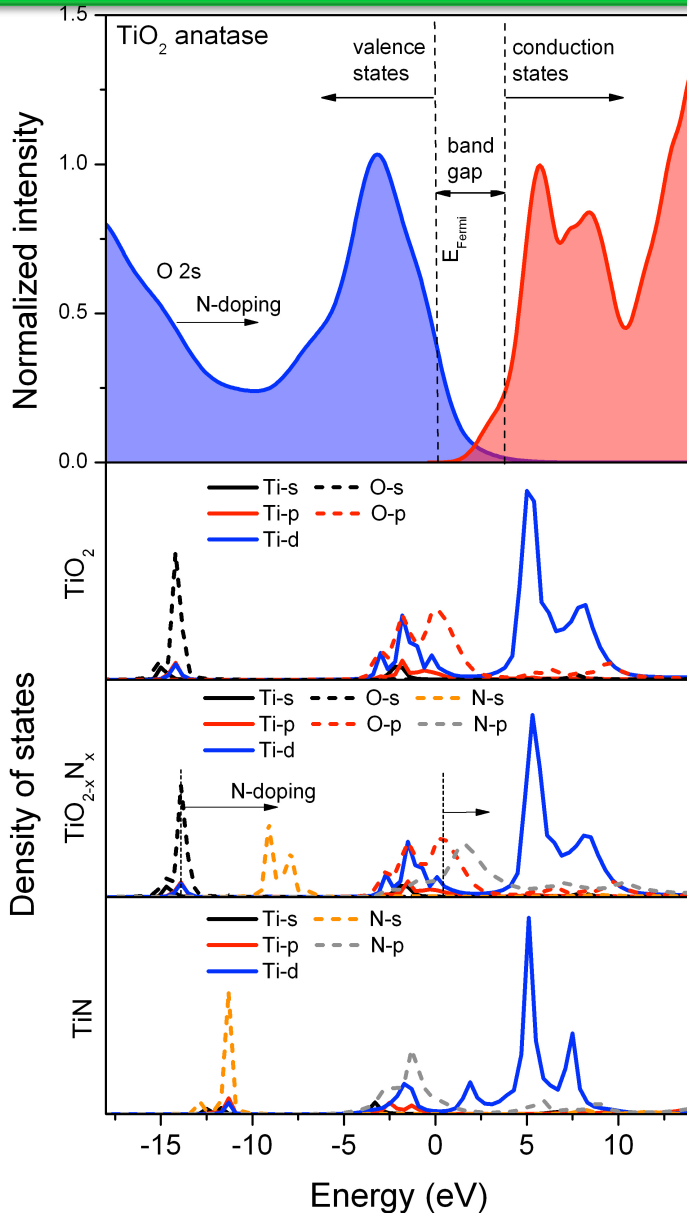 1.5
TiO2 anatase
valence
states
conduction
states
band
gap
EFermi
1.0
O 2s
N-doping
0.5
0.0
Normalized intensity
Ti-s O-s
Ti-p O-p
Ti-d
TiO2
Ti-s O-s N-s
Ti-p O-p N-p
Ti-d
N-doping
TiO2-xNx
Density of states
Ti-s N-s
Ti-p N-p
Ti-d
TiN
-15 -10 -5 0 5 10
Energy (eV)